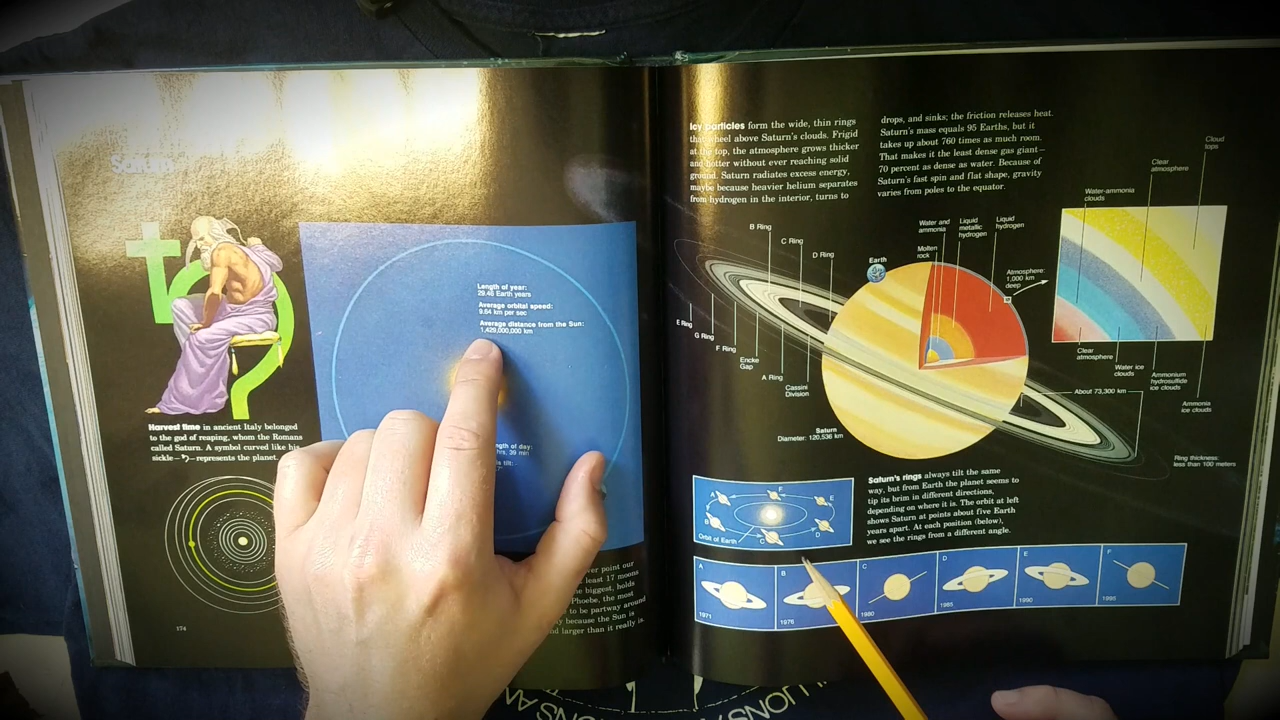 Saturn
Length of year:
29.46 Earth years
Average orbital speed:
9.64 km per sec
Average distance from the Sun:
1,429,000,000 km
ngth of day:
hrs, 39 min
tilt:
Harvest time in ancient Italy belonged
to the god of reaping, whom the Romans
called Saturn. A symbol curved like his
sickle—♄—represents the planet.
ver point our
least 17 moons
e biggest, holds
Phoebe, the most
to be partway around
y because the Sun is
nd larger than it really is.
174
Icy particles form the wide, thin rings
that wheel above Saturn's clouds. Frigid
at the top, the atmosphere grows thicker
and hotter without ever reaching solid
ground. Saturn radiates excess energy,
maybe because heavier helium separates
from hydrogen in the interior, turns to
drops, and sinks; the friction releases heat.
Saturn's mass equals 95 Earths, but it
takes up about 760 times as much room.
That makes it the least dense gas giant—
70 percent as dense as water. Because of
Saturn's fast spin and flat shape, gravity
varies from poles to the equator.
B Ring
C Ring
D Ring
E Ring
G Ring
F Ring
Encke
Gap
A Ring
Cassini
Division
Earth
Water and
ammonia
Liquid
metallic
hydrogen
Liquid
hydrogen
Molten
rock
Atmosphere:
1,000 km
deep
Water-ammonia
clouds
Clear
atmosphere
Cloud
tops
Clear
atmosphere
Water ice
clouds
Ammonium
hydrosulfide
ice clouds
Ammonia
ice clouds
About 73,300 km
Ring thickness:
less than 100 meters
Saturn
Diameter: 120,536 km
Saturn's rings always tilt the same
way, but from Earth the planet seems to
tip its brim in different directions,
depending on where it is. The orbit at left
shows Saturn at points about five Earth
years apart. At each position (below),
we see the rings from a different angle.
A
F
E
B
C
D
Orbit of Earth
A
1971
B
1976
C
1980
D
1985
E
1990
F
1995